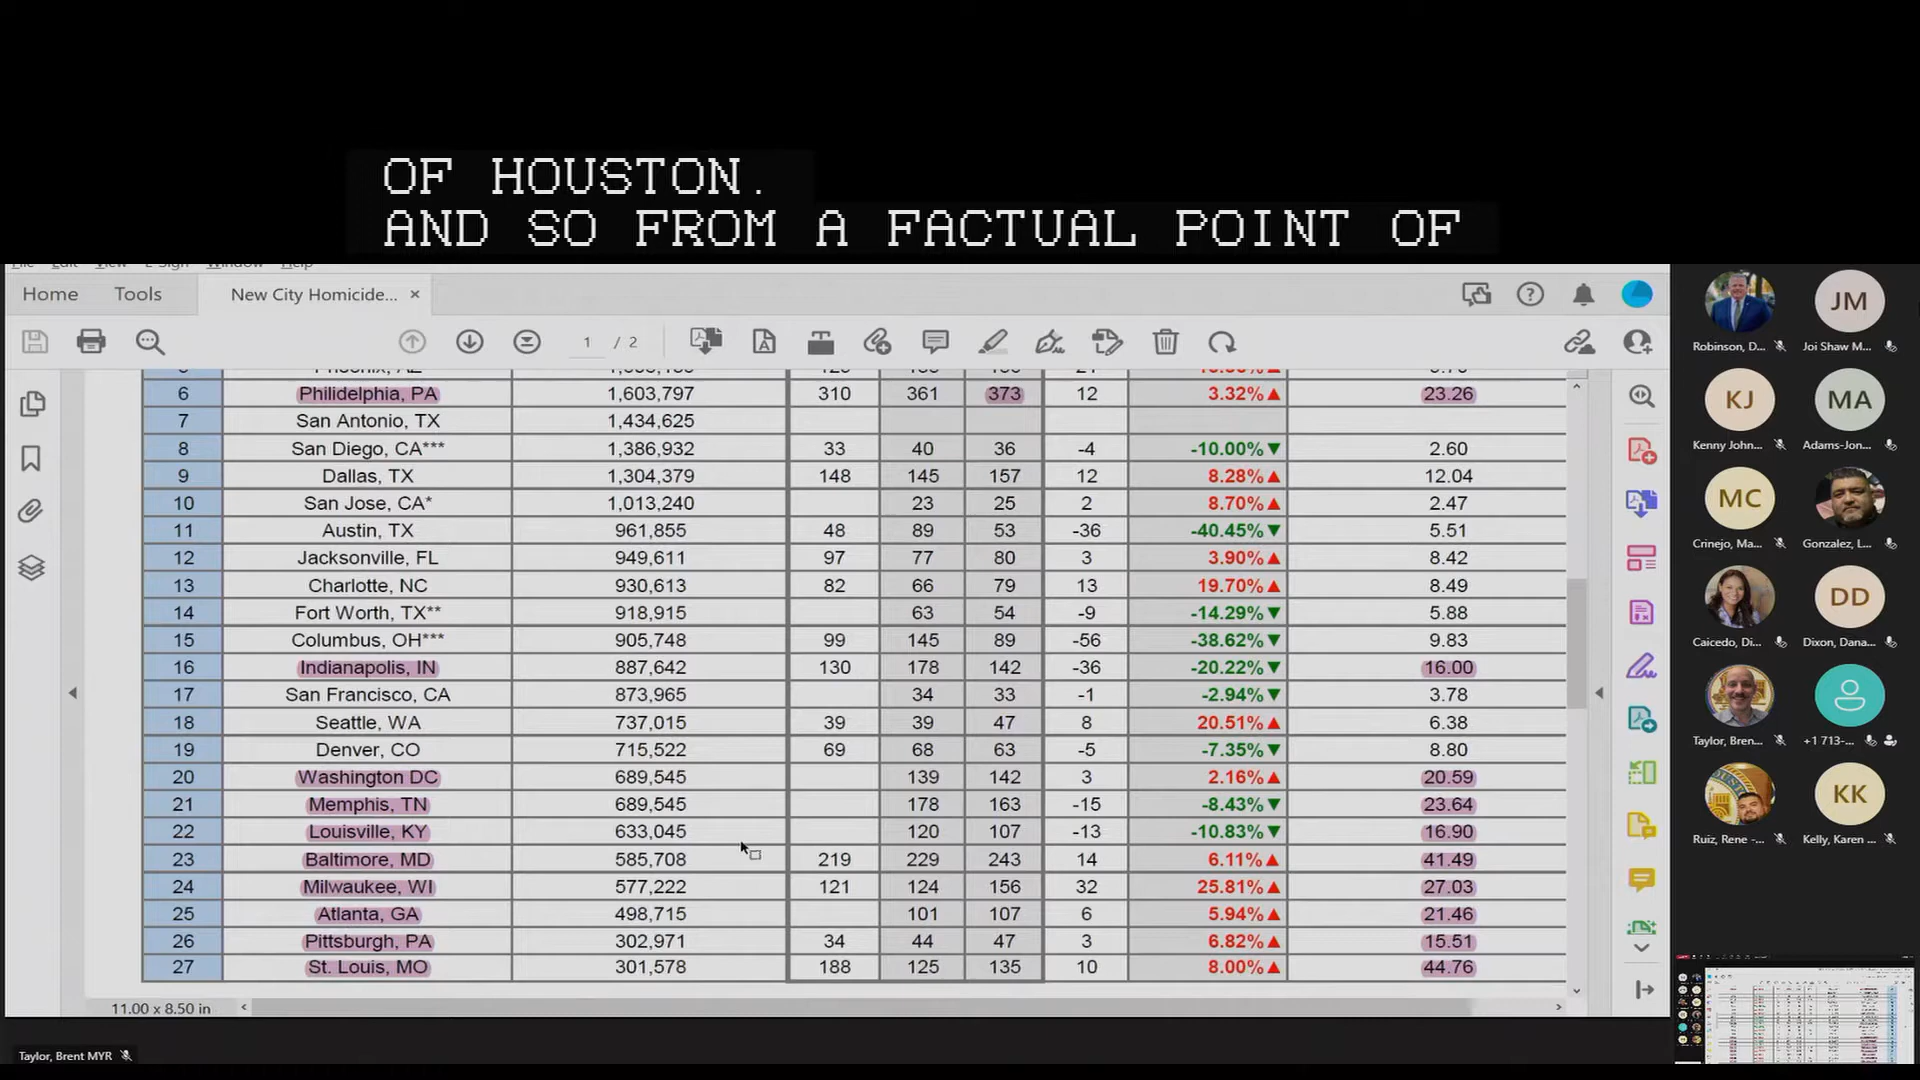 OF HOUSTON.
AND SO FROM A FACTUAL POINT OF
File Edit View E-Sign Window Help
Home Tools New City Homicide... ×
1 / 2
6 Philidelphia, PA 1,603,797 310 361 373 12 3.32%▲ 23.26
7 San Antonio, TX 1,434,625
8 San Diego, CA*** 1,386,932 33 40 36 -4 -10.00%▼ 2.60
9 Dallas, TX 1,304,379 148 145 157 12 8.28%▲ 12.04
10 San Jose, CA* 1,013,240 23 25 2 8.70%▲ 2.47
11 Austin, TX 961,855 48 89 53 -36 -40.45%▼ 5.51
12 Jacksonville, FL 949,611 97 77 80 3 3.90%▲ 8.42
13 Charlotte, NC 930,613 82 66 79 13 19.70%▲ 8.49
14 Fort Worth, TX** 918,915 63 54 -9 -14.29%▼ 5.88
15 Columbus, OH*** 905,748 99 145 89 -56 -38.62%▼ 9.83
16 Indianapolis, IN 887,642 130 178 142 -36 -20.22%▼ 16.00
17 San Francisco, CA 873,965 34 33 -1 -2.94%▼ 3.78
18 Seattle, WA 737,015 39 39 47 8 20.51%▲ 6.38
19 Denver, CO 715,522 69 68 63 -5 -7.35%▼ 8.80
20 Washington DC 689,545 139 142 3 2.16%▲ 20.59
21 Memphis, TN 689,545 178 163 -15 -8.43%▼ 23.64
22 Louisville, KY 633,045 120 107 -13 -10.83%▼ 16.90
23 Baltimore, MD 585,708 219 229 243 14 6.11%▲ 41.49
24 Milwaukee, WI 577,222 121 124 156 32 25.81%▲ 27.03
25 Atlanta, GA 498,715 101 107 6 5.94%▲ 21.46
26 Pittsburgh, PA 302,971 34 44 47 3 6.82%▲ 15.51
27 St. Louis, MO 301,578 188 125 135 10 8.00%▲ 44.76
11.00 x 8.50 in
Taylor, Brent MYR
JM
Robinson, D... Joi Shaw M...
KJ MA
Kenny John... Adams-Jon...
MC
Crinejo, Ma... Gonzalez, L...
DD
Caicedo, Di... Dixon, Dana...
Taylor, Bren... +1 713-...
KK
Ruiz, Rene -... Kelly, Karen ...